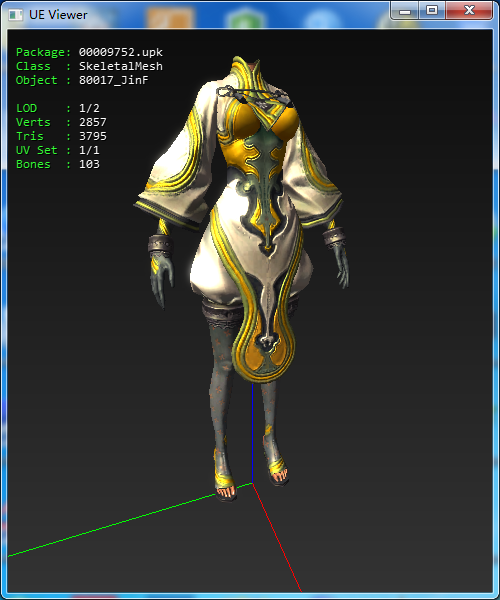 UE Viewer
Package: 00009752.upk
Class  : SkeletalMesh
Object : 80017_JinF
LOD    : 1/2
Verts  : 2857
Tris   : 3795
UV Set : 1/1
Bones  : 103